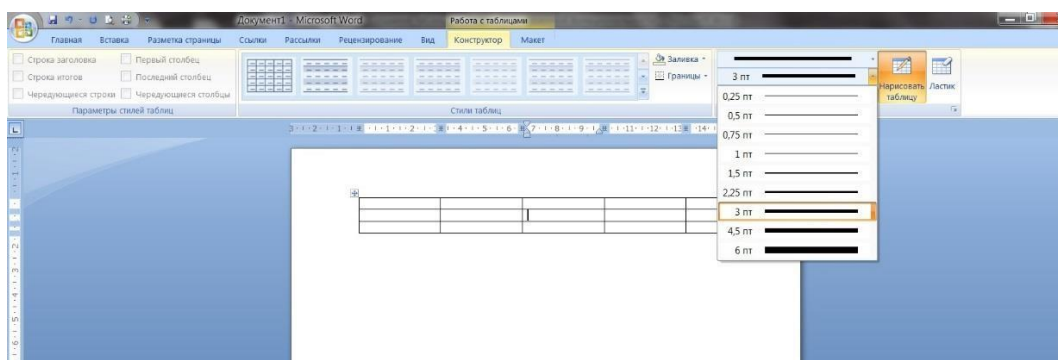 Документ1 - Microsoft Word
Работа с таблицами
Главная Вставка Разметка страницы Ссылки Рассылки Рецензирование Вид Конструктор Макет
Строка заголовка Первый столбец
Строка итогов Последний столбец
Чередующиеся строки Чередующиеся столбцы
Параметры стилей таблиц
Стили таблиц
Заливка
Границы
3 пт
Нарисовать таблицу
Ластик
0,25 пт
0,5 пт
0,75 пт
1 пт
1,5 пт
2,25 пт
3 пт
4,5 пт
6 пт